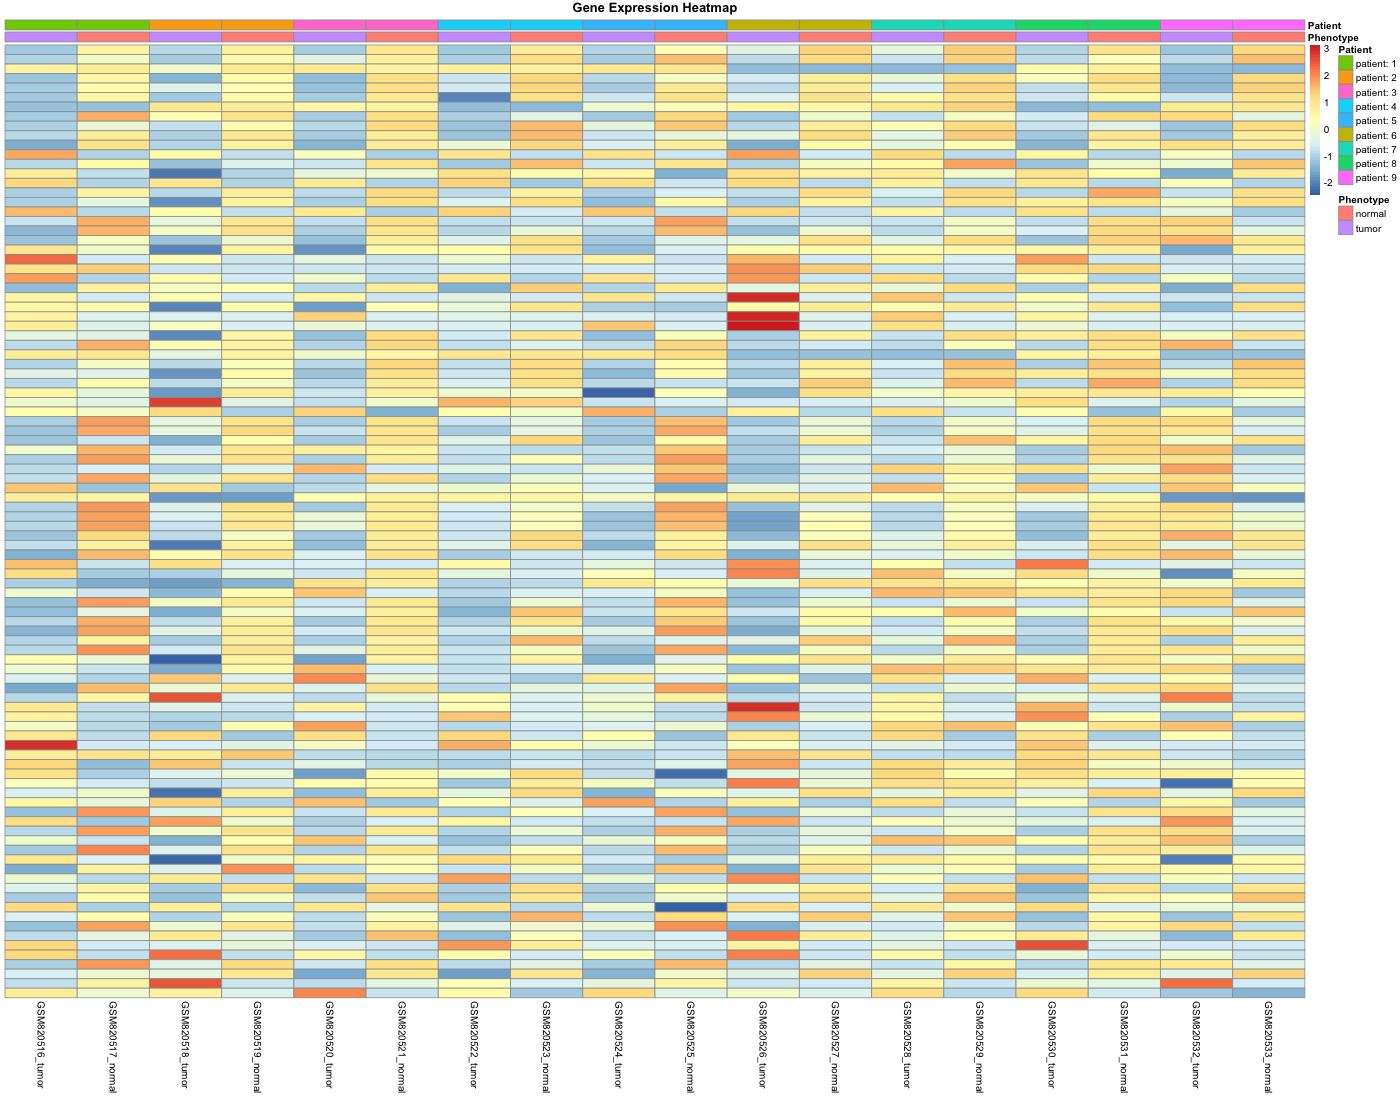 Gene Expression Heatmap
Patient
Phenotype
3
2
1
0
-1
-2
Patient
patient: 1
patient: 2
patient: 3
patient: 4
patient: 5
patient: 6
patient: 7
patient: 8
patient: 9
Phenotype
normal
tumor
GSM820516_tumor
GSM820517_normal
GSM820518_tumor
GSM820519_normal
GSM820520_tumor
GSM820521_normal
GSM820522_tumor
GSM820523_normal
GSM820524_tumor
GSM820525_normal
GSM820526_tumor
GSM820527_normal
GSM820528_tumor
GSM820529_normal
GSM820530_tumor
GSM820531_normal
GSM820532_tumor
GSM820533_normal